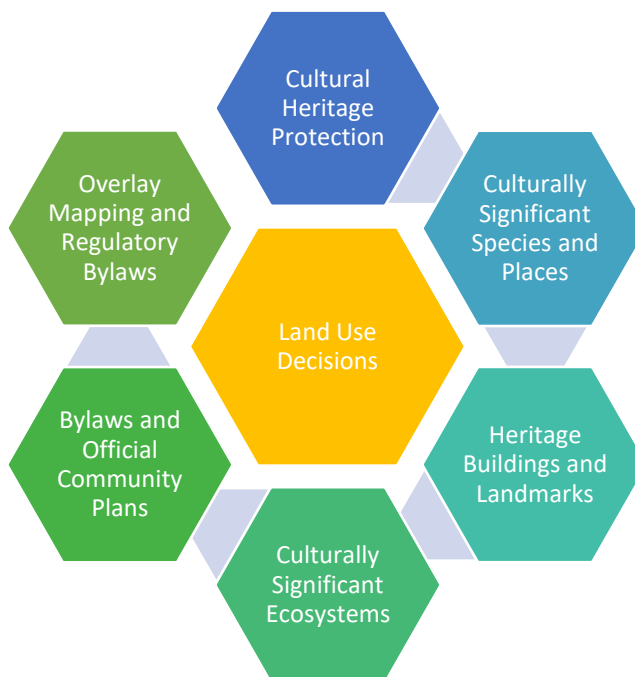 Cultural
Heritage
Protection
Culturally
Significant
Species and
Places
Heritage
Buildings and
Landmarks
Culturally
Significant
Ecosystems
Bylaws and
Official
Community
Plans
Overlay
Mapping and
Regulatory
Bylaws
Land Use
Decisions